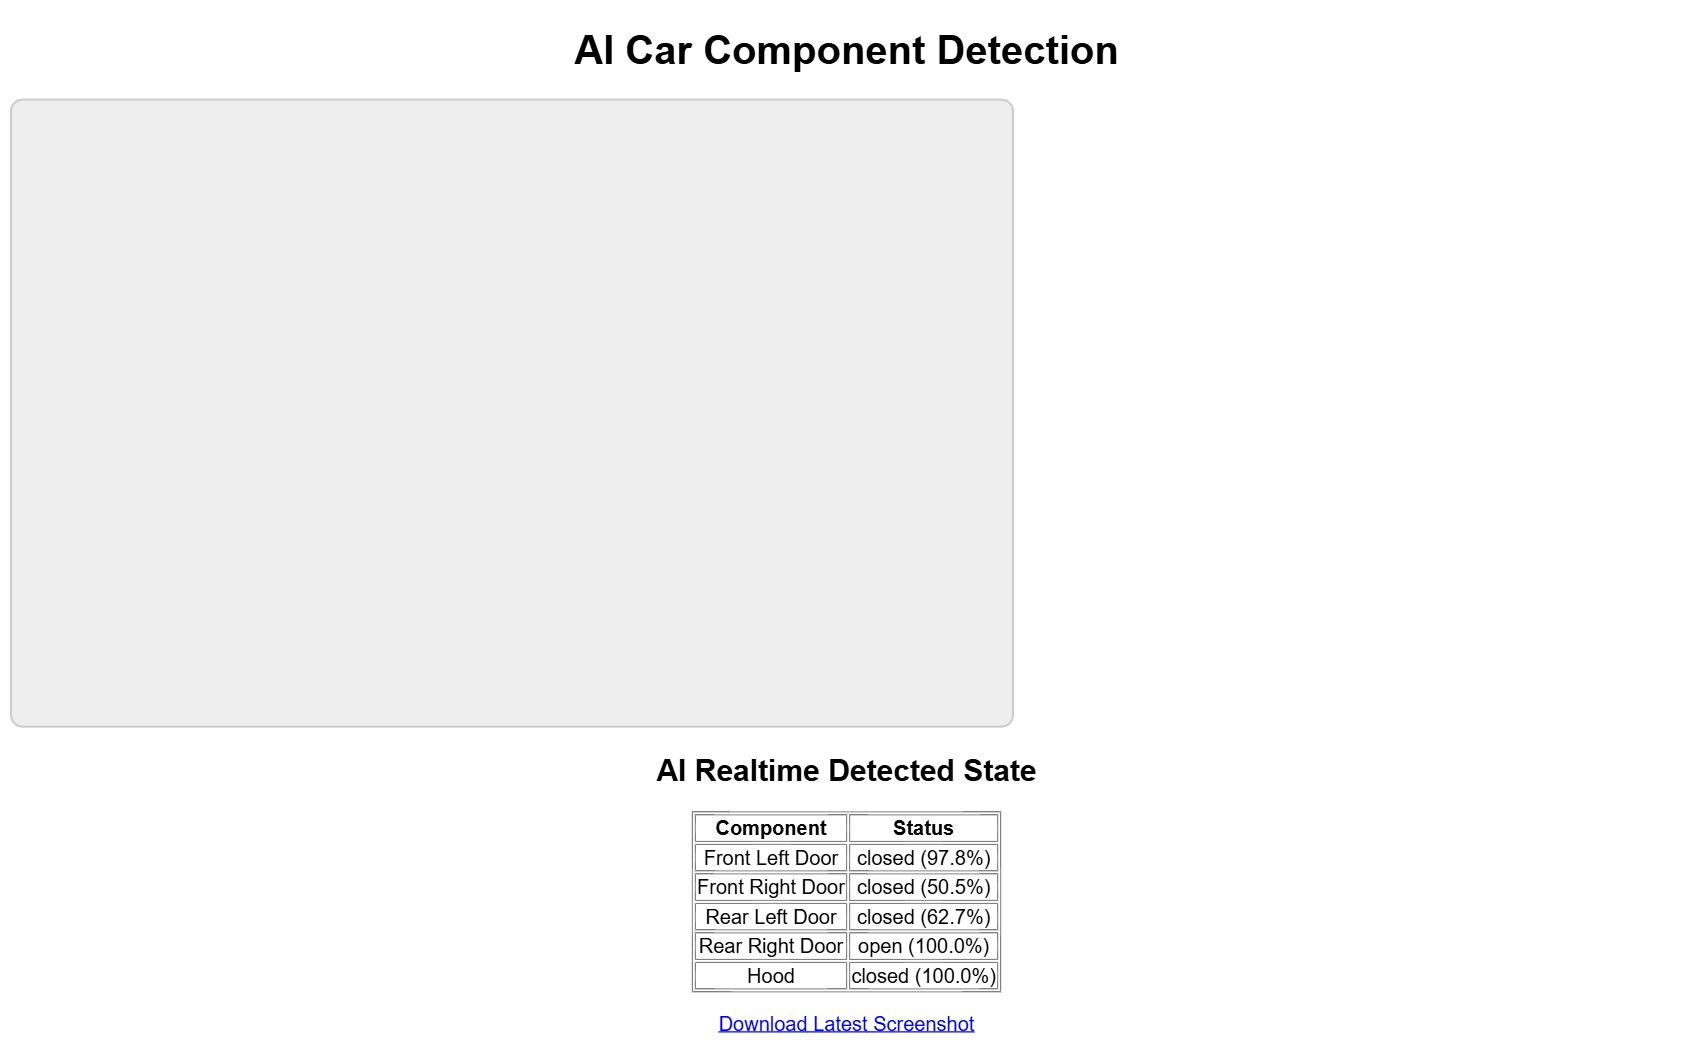 AI Car Component Detection
AI Realtime Detected State
Component Status
Front Left Door closed (97.8%)
Front Right Door closed (50.5%)
Rear Left Door closed (62.7%)
Rear Right Door open (100.0%)
Hood closed (100.0%)
Download Latest Screenshot